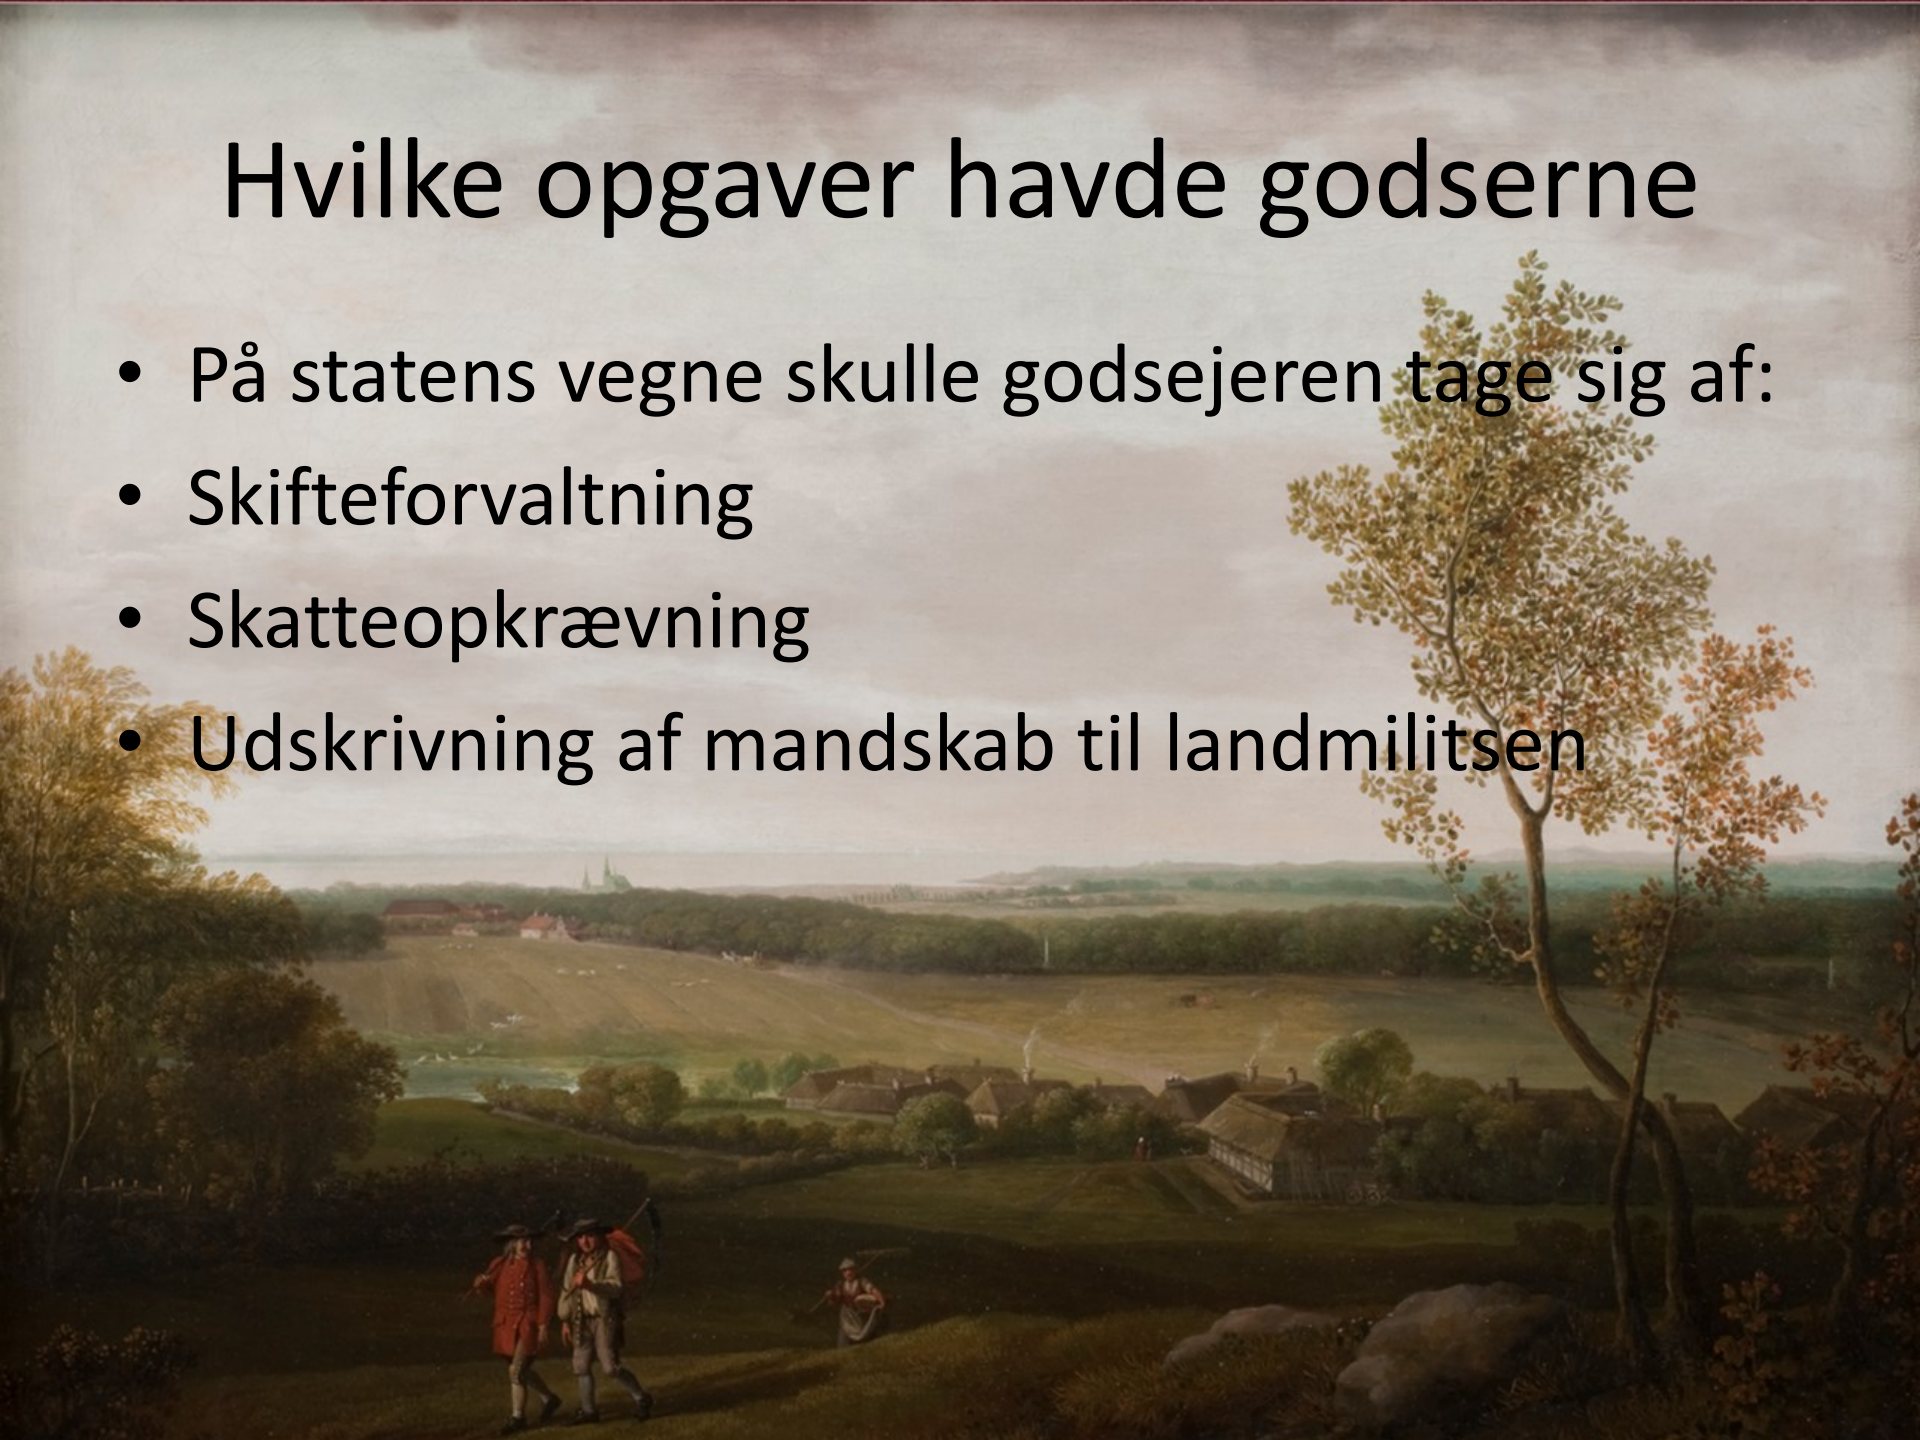 Hvilke opgaver havde godserne
• På statens vegne skulle godsejeren tage sig af:
• Skifteforvaltning
• Skatteopkrævning
• Udskrivning af mandskab til landmilitsen